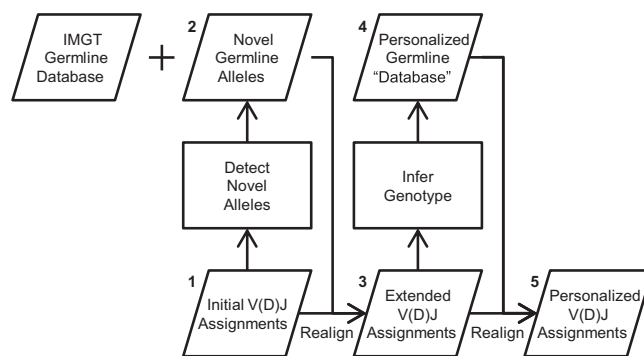 IMGT
Germline
Database
+
2
Novel
Germline
Alleles
4
Personalized
Germline
“Database”
Detect
Novel
Alleles
Infer
Genotype
1
Initial V(D)J
Assignments
Realign
3
Extended
V(D)J
Assignments
Realign
5
Personalized
V(D)J
Assignments